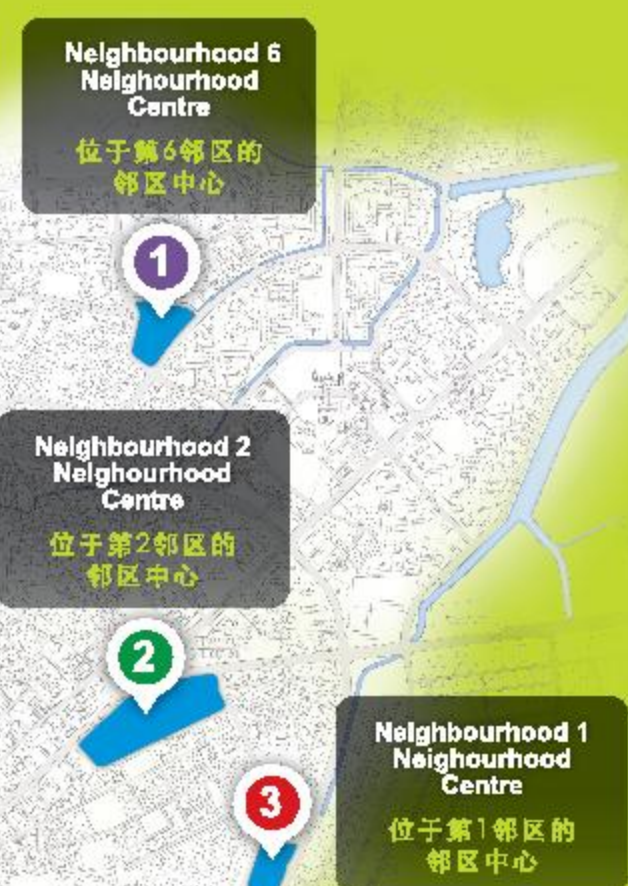 Neighbourhood 6
Neighourhood
Centre
位于第6邻区的
邻区中心
1
Neighbourhood 2
Neighourhood
Centre
位于第2邻区的
邻区中心
2
Neighbourhood 1
Neighourhood
Centre
位于第1邻区的
邻区中心
3